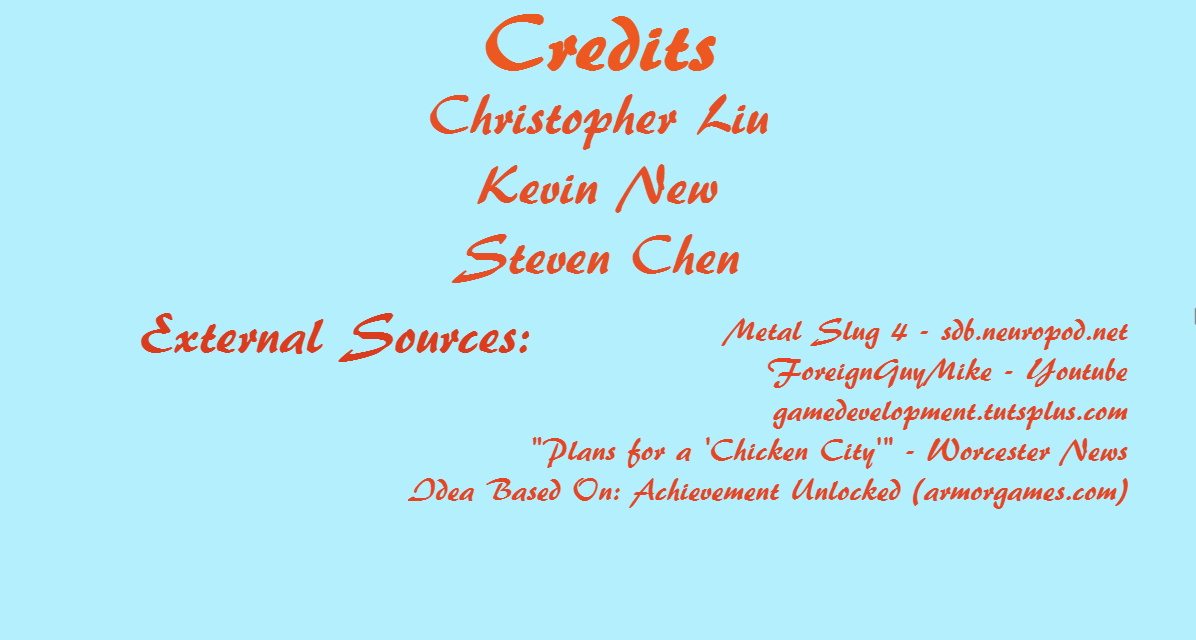 Credits
Christopher Liu
Kevin New
Steven Chen
External Sources:
Metal Slug 4 - sdb.neuropod.net
ForeignGuyMike - Youtube
gamedevelopment.tutsplus.com
"Plans for a 'Chicken City'" - Worcester News
Idea Based On: Achievement Unlocked (armorgames.com)